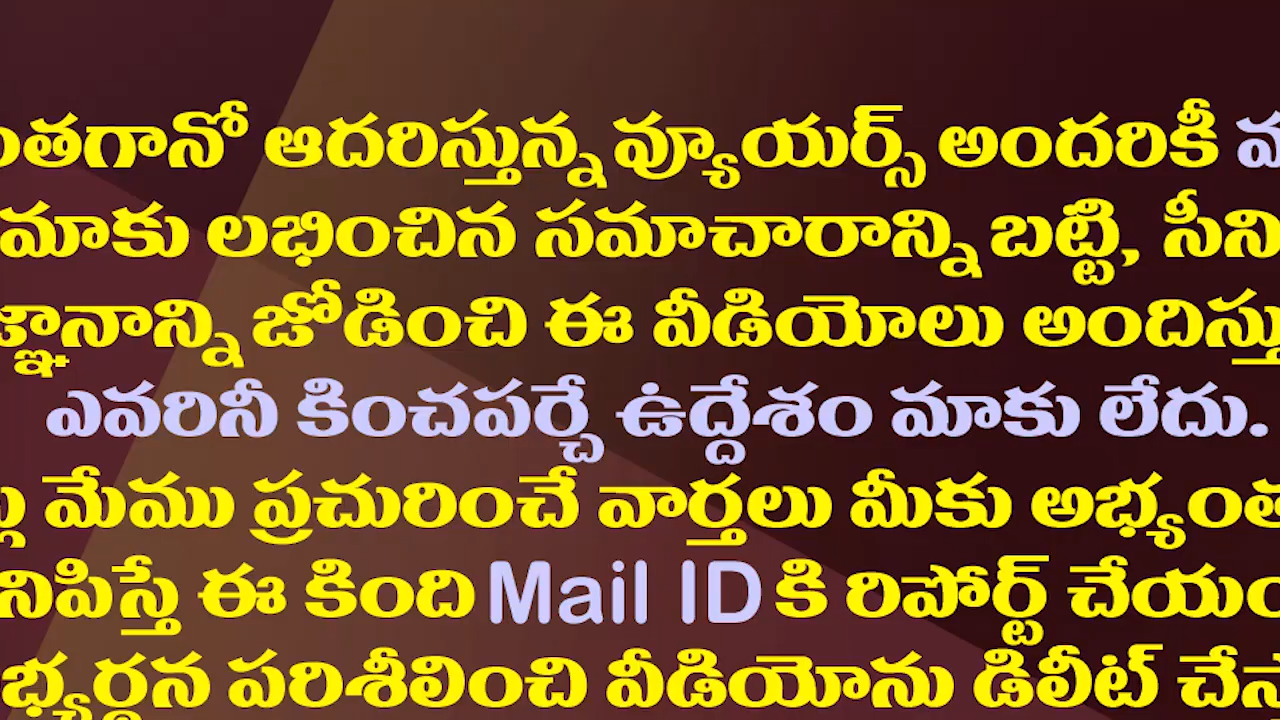 ఆదరిస్తున్న వ్యూయర్స్ అందరికీ
మాకు లభించిన సమాచారాన్ని బట్టి,
జోడించి ఈ వీడియోలు
ఎవరినీ కించపర్చే ఉద్దేశం మాకు లేదు.
మేము ప్రచురించే వార్తలు మీకు
ఈ కింది Mail ID కి రిపోర్ట్
పరిశీలించి వీడియోను డిలీట్